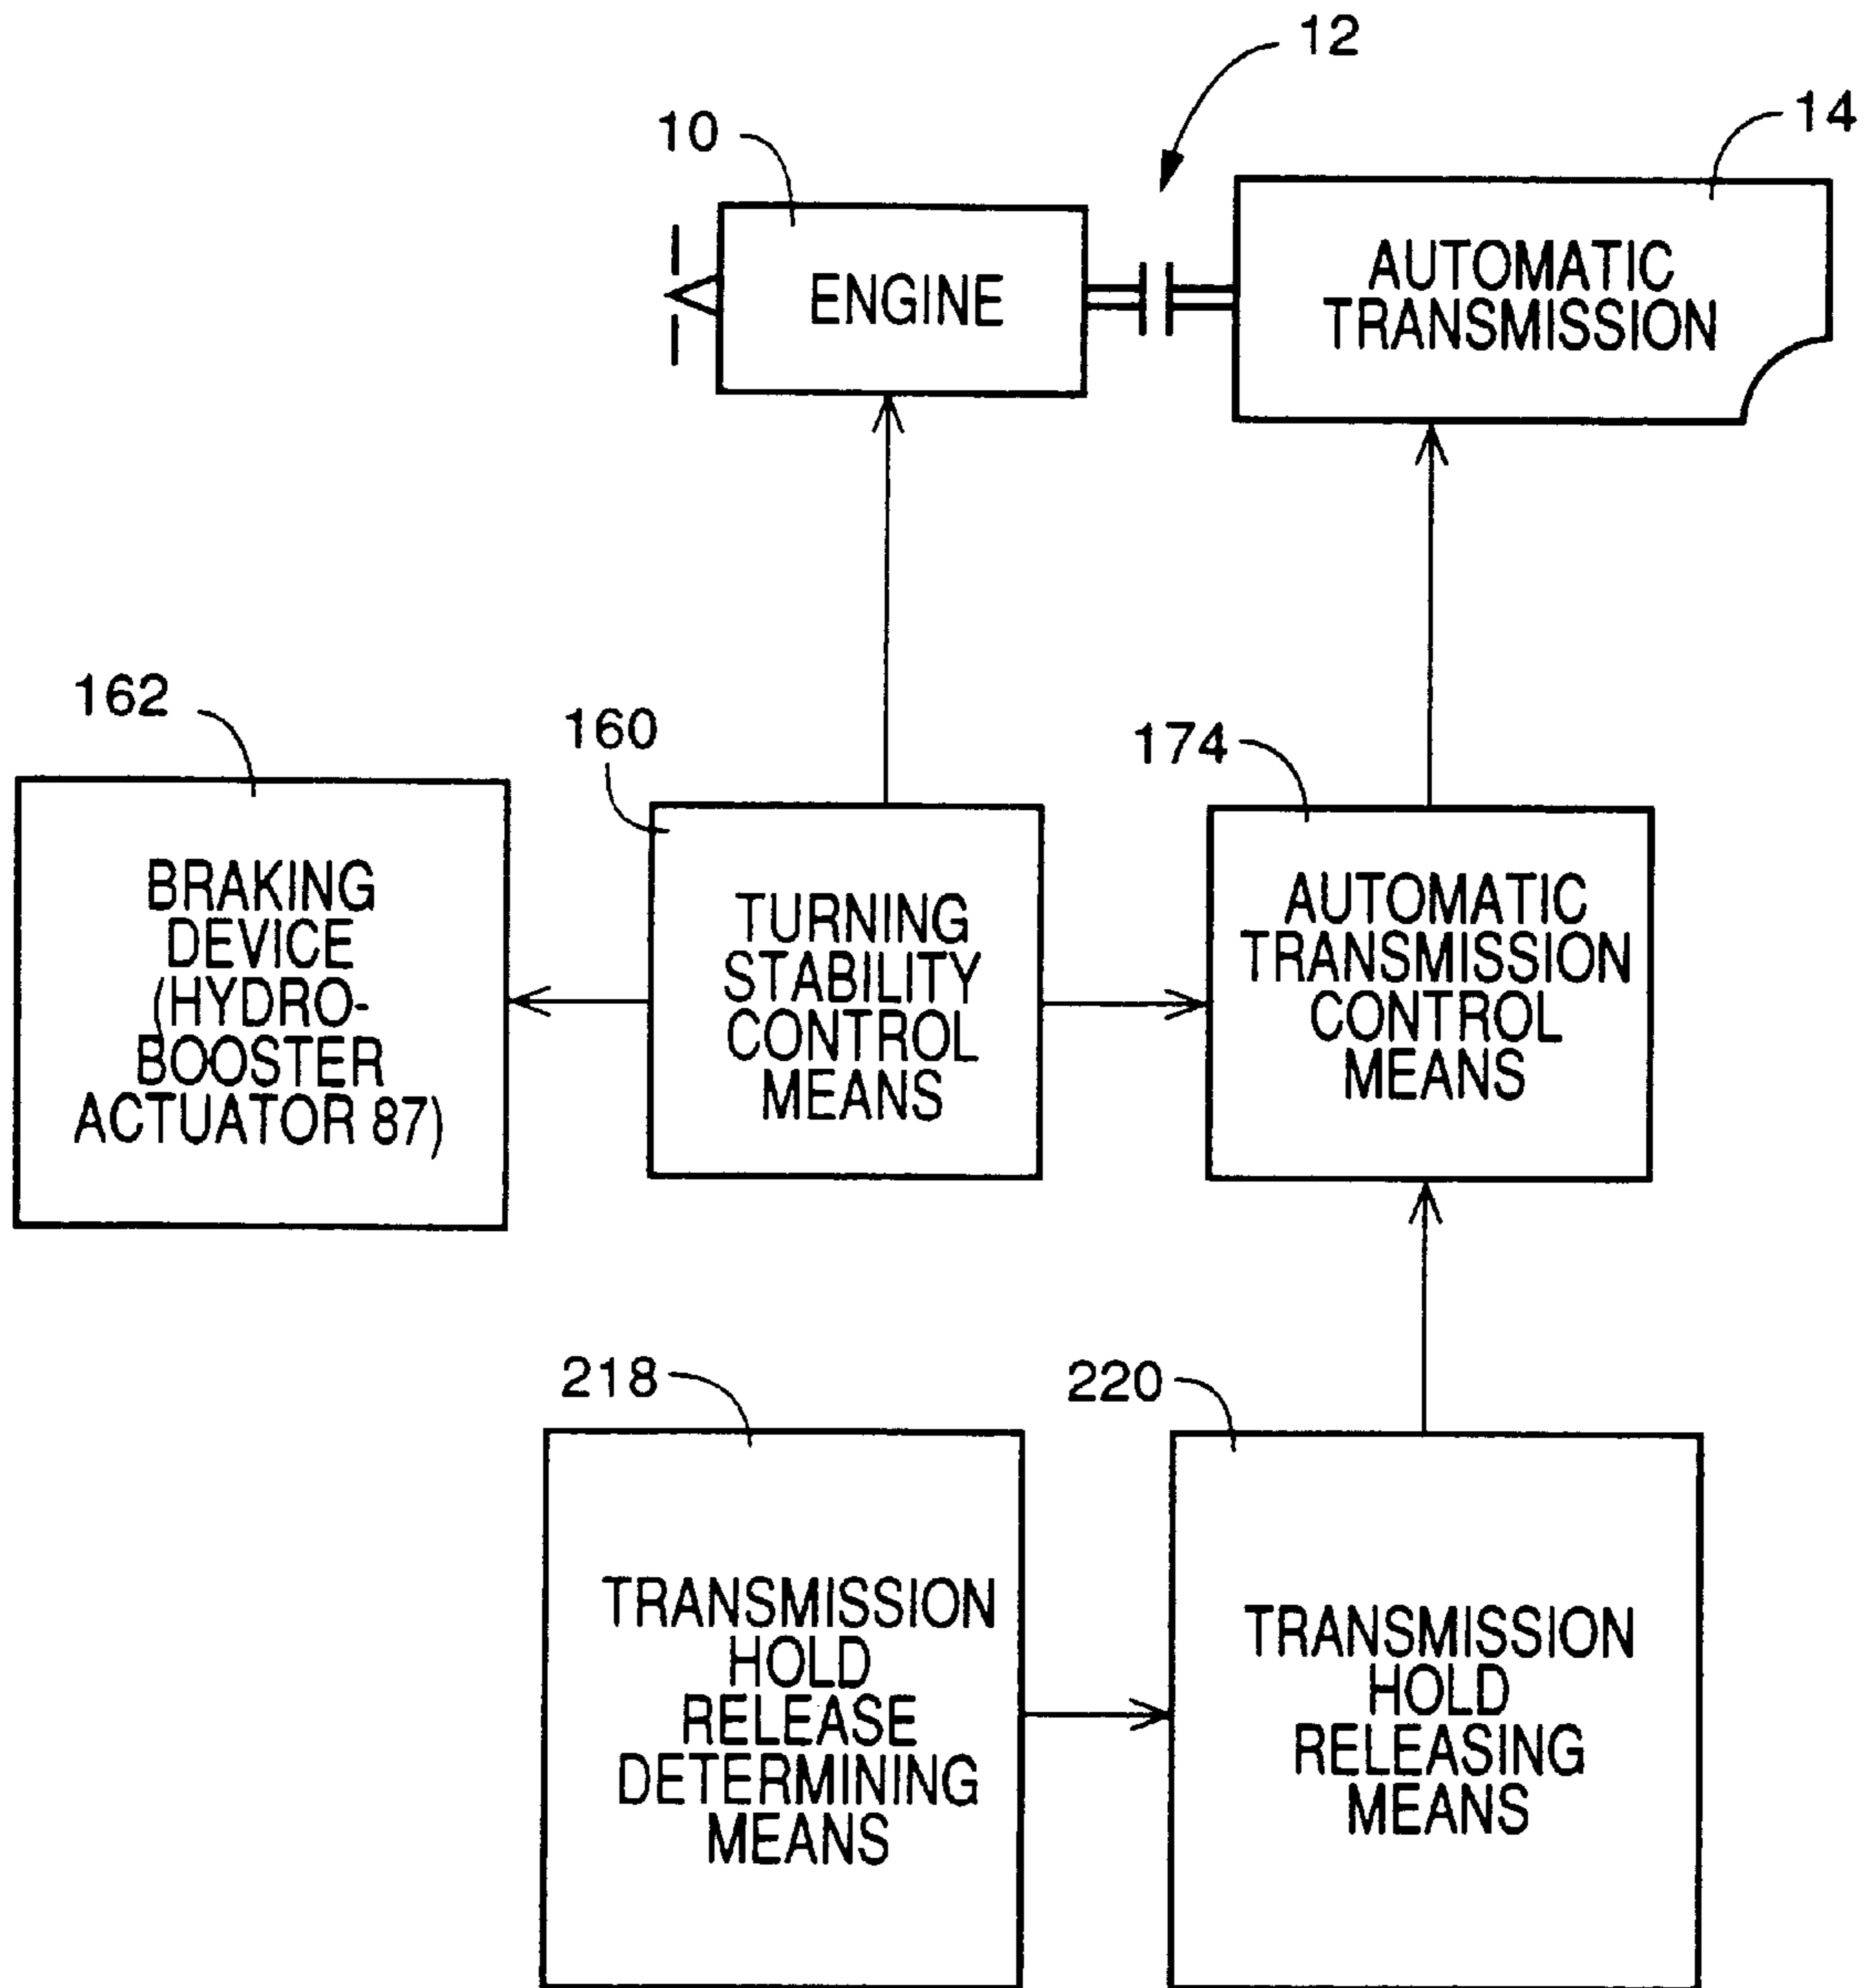 12
10
14
ENGINE
AUTOMATIC
TRANSMISSION
162
160
174
BRAKING
DEVICE
(HYDRO-
BOOSTER
ACTUATOR 87)
TURNING
STABILITY
CONTROL
MEANS
AUTOMATIC
TRANSMISSION
CONTROL
MEANS
218
220
TRANSMISSION
HOLD
RELEASE
DETERMINING
MEANS
TRANSMISSION
HOLD
RELEASING
MEANS